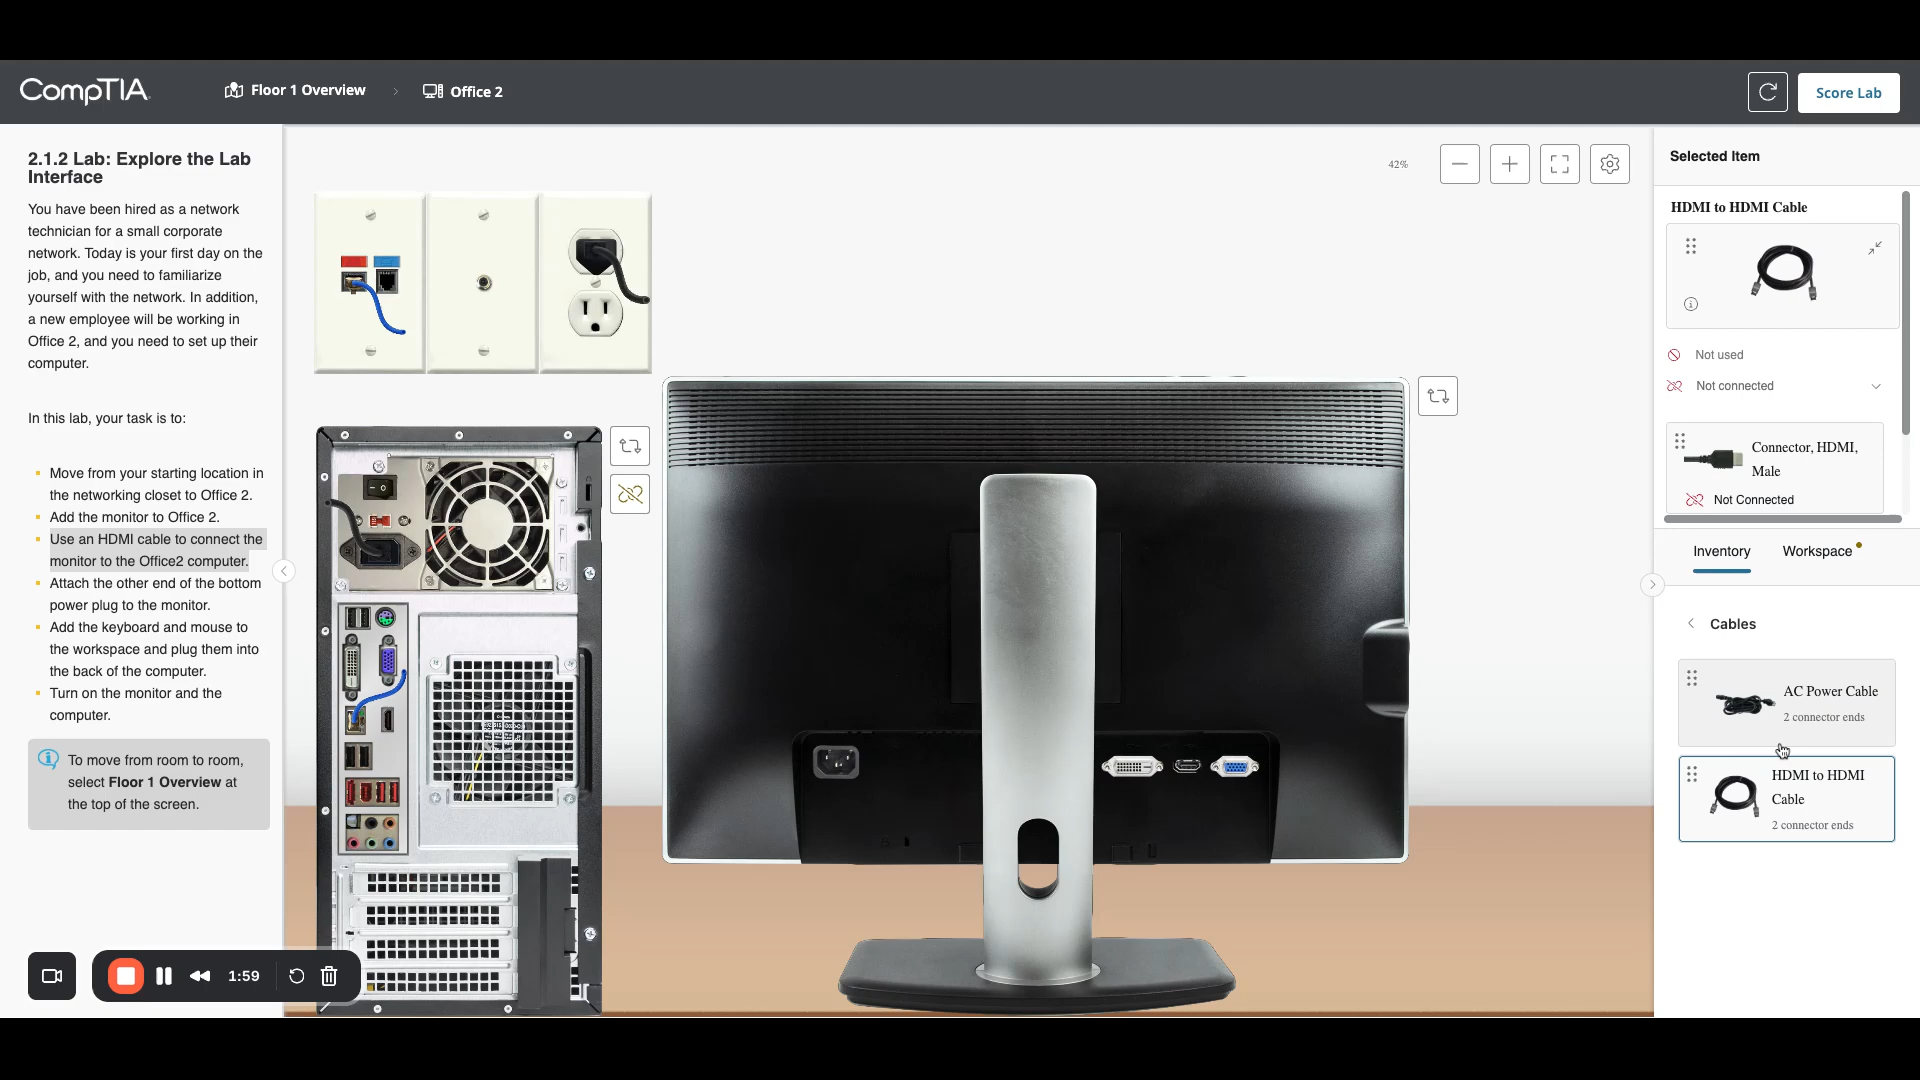 CompTIA.
Floor 1 Overview
Office 2
Score Lab
2.1.2 Lab: Explore the Lab
Interface
You have been hired as a network
technician for a small corporate
network. Today is your first day on the
job, and you need to familiarize
yourself with the network. In addition,
a new employee will be working in
Office 2, and you need to set up their
computer.
In this lab, your task is to:
Move from your starting location in
the networking closet to Office 2.
Add the monitor to Office 2.
Use an HDMI cable to connect the
monitor to the Office2 computer.
Attach the other end of the bottom
power plug to the monitor.
Add the keyboard and mouse to
the workspace and plug them into
the back of the computer.
Turn on the monitor and the
computer.
To move from room to room,
select Floor 1 Overview at
the top of the screen.
1:59
42%
Selected Item
HDMI to HDMI Cable
Not used
Not connected
Connector, HDMI,
Male
Not Connected
Inventory
Workspace
Cables
AC Power Cable
2 connector ends
HDMI to HDMI
Cable
2 connector ends